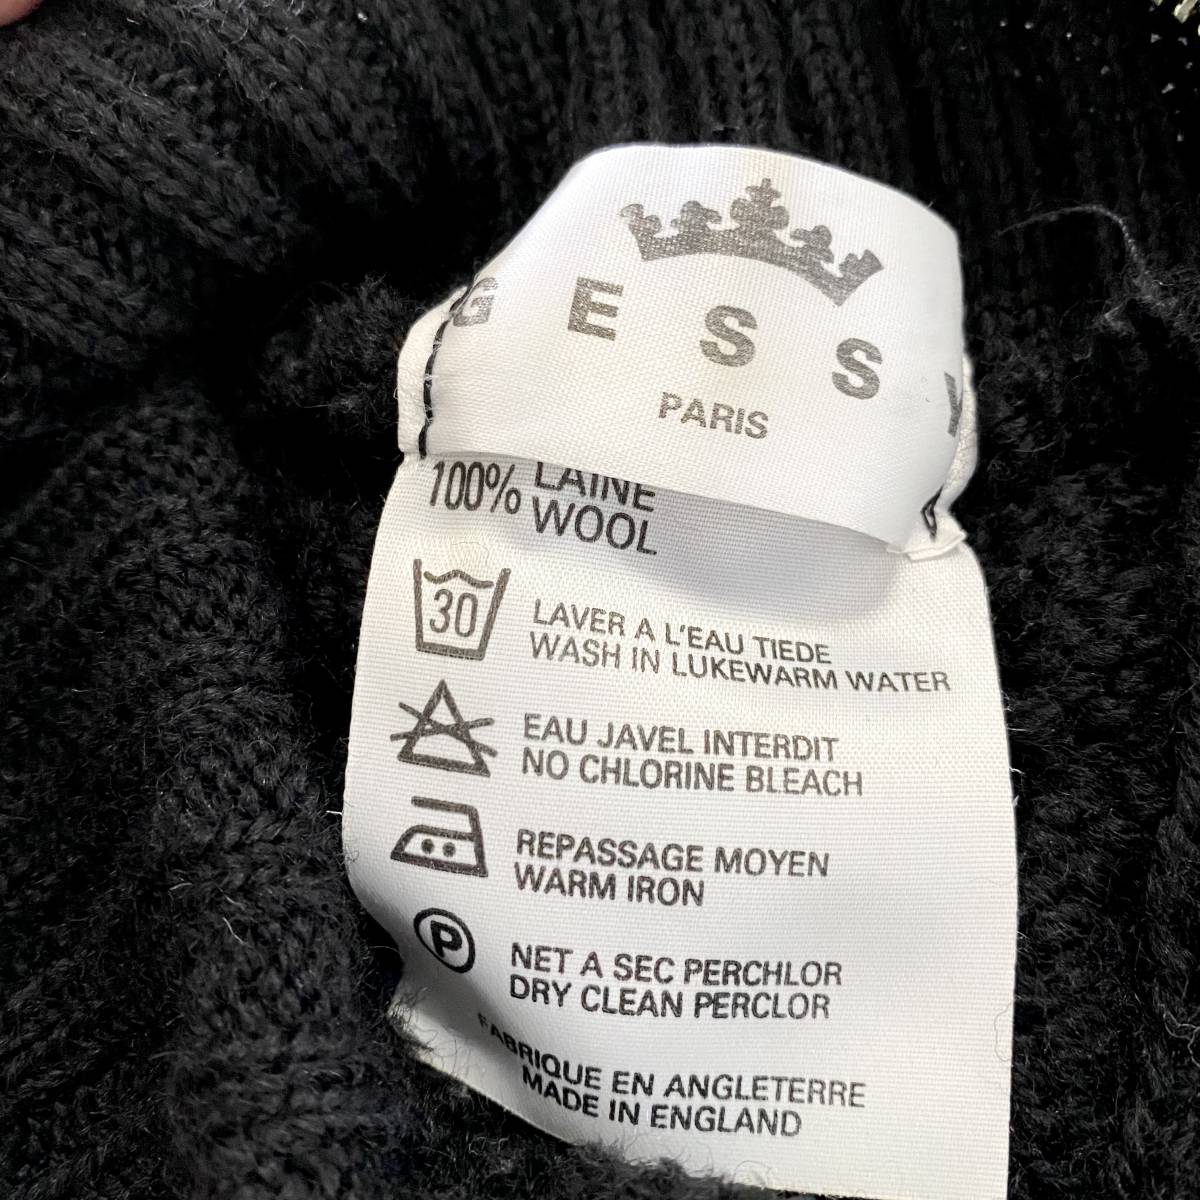 G E S S
PARIS
100% LAINE
WOOL
30
LAVER A L'EAU TIEDE
WASH IN LUKEWARM WATER
EAU JAVEL INTERDIT
NO CHLORINE BLEACH
REPASSAGE MOYEN
WARM IRON
P
NET A SEC PERCHLOR
DRY CLEAN PERCLOR
FABRIQUE EN ANGLETERRE
MADE IN ENGLAND